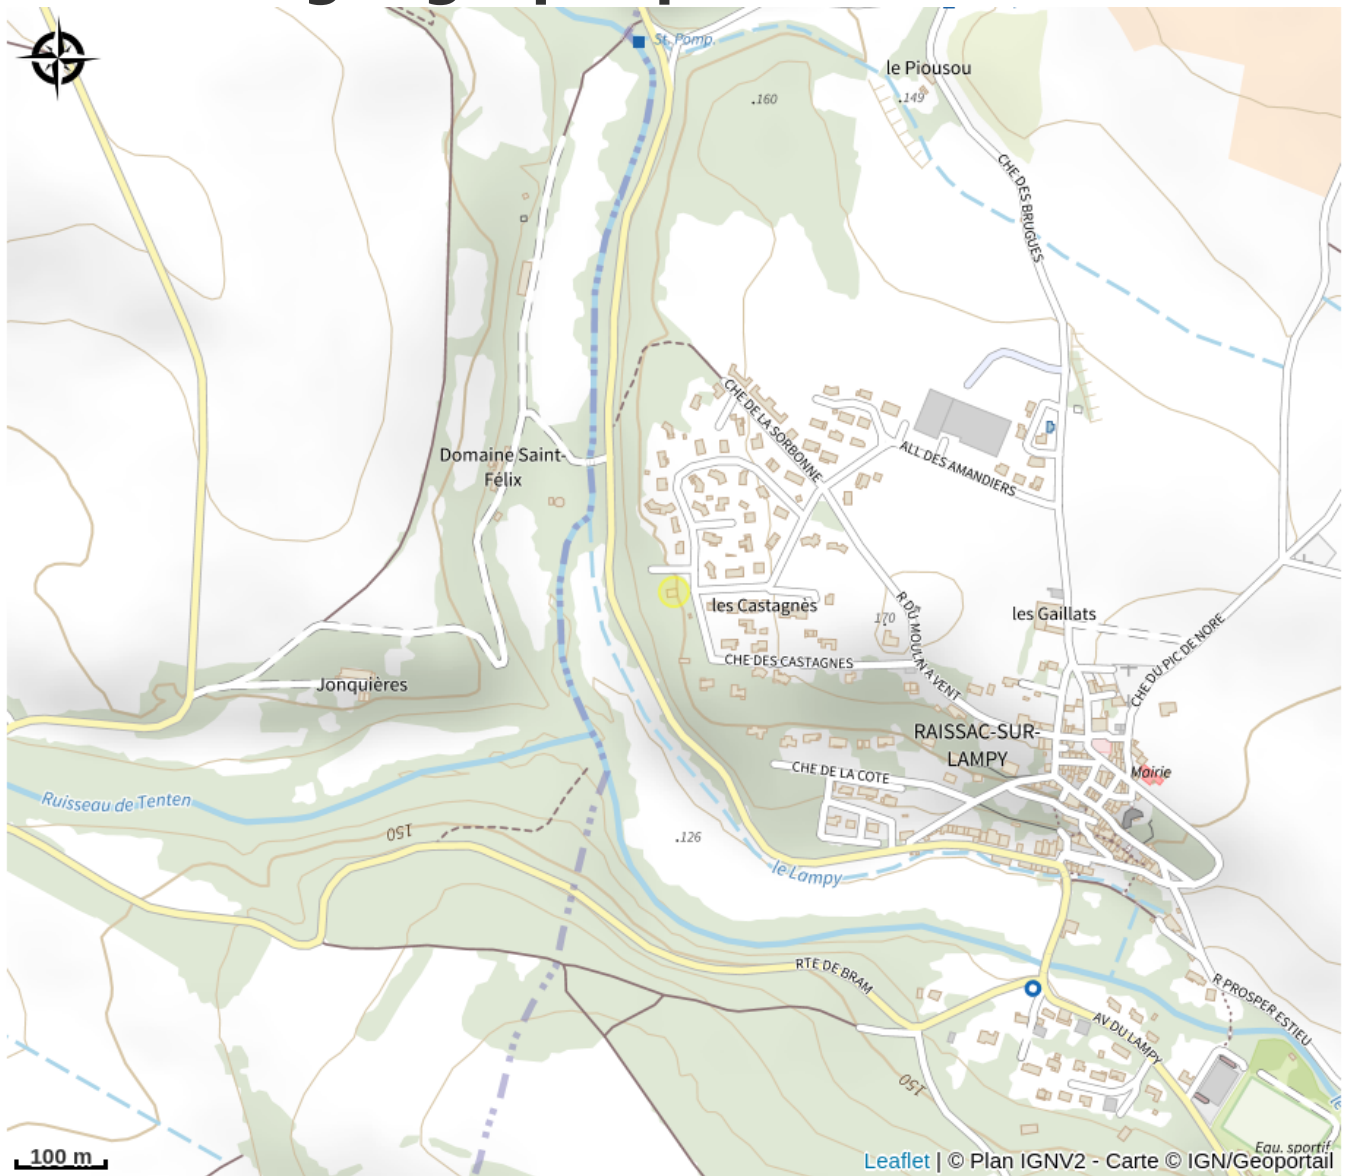 St. Pomp.
le Piousou
.160
.149
CHE DES BRUGUES
CHE DE LA SORBONNE
ALL DES AMANDIERS
Domaine Saint-
Félix
les Castagnès
R DU MOULIN A VENT
170
les Gaillats
CHE DU PIC DE NORE
CHE DES CASTAGNES
Jonquières
RAISSAC-SUR-
LAMPY
Mairie
CHE DE LA COTE
Ruisseau de Tenten
150
.126
le Lampy
RTE DE BRAM
R PROSPER ESTIEU
AV DU LAMPY
150
le
Equ. sportif
100 m
Leaflet | © Plan IGNV2 - Carte © IGN/Geoportail